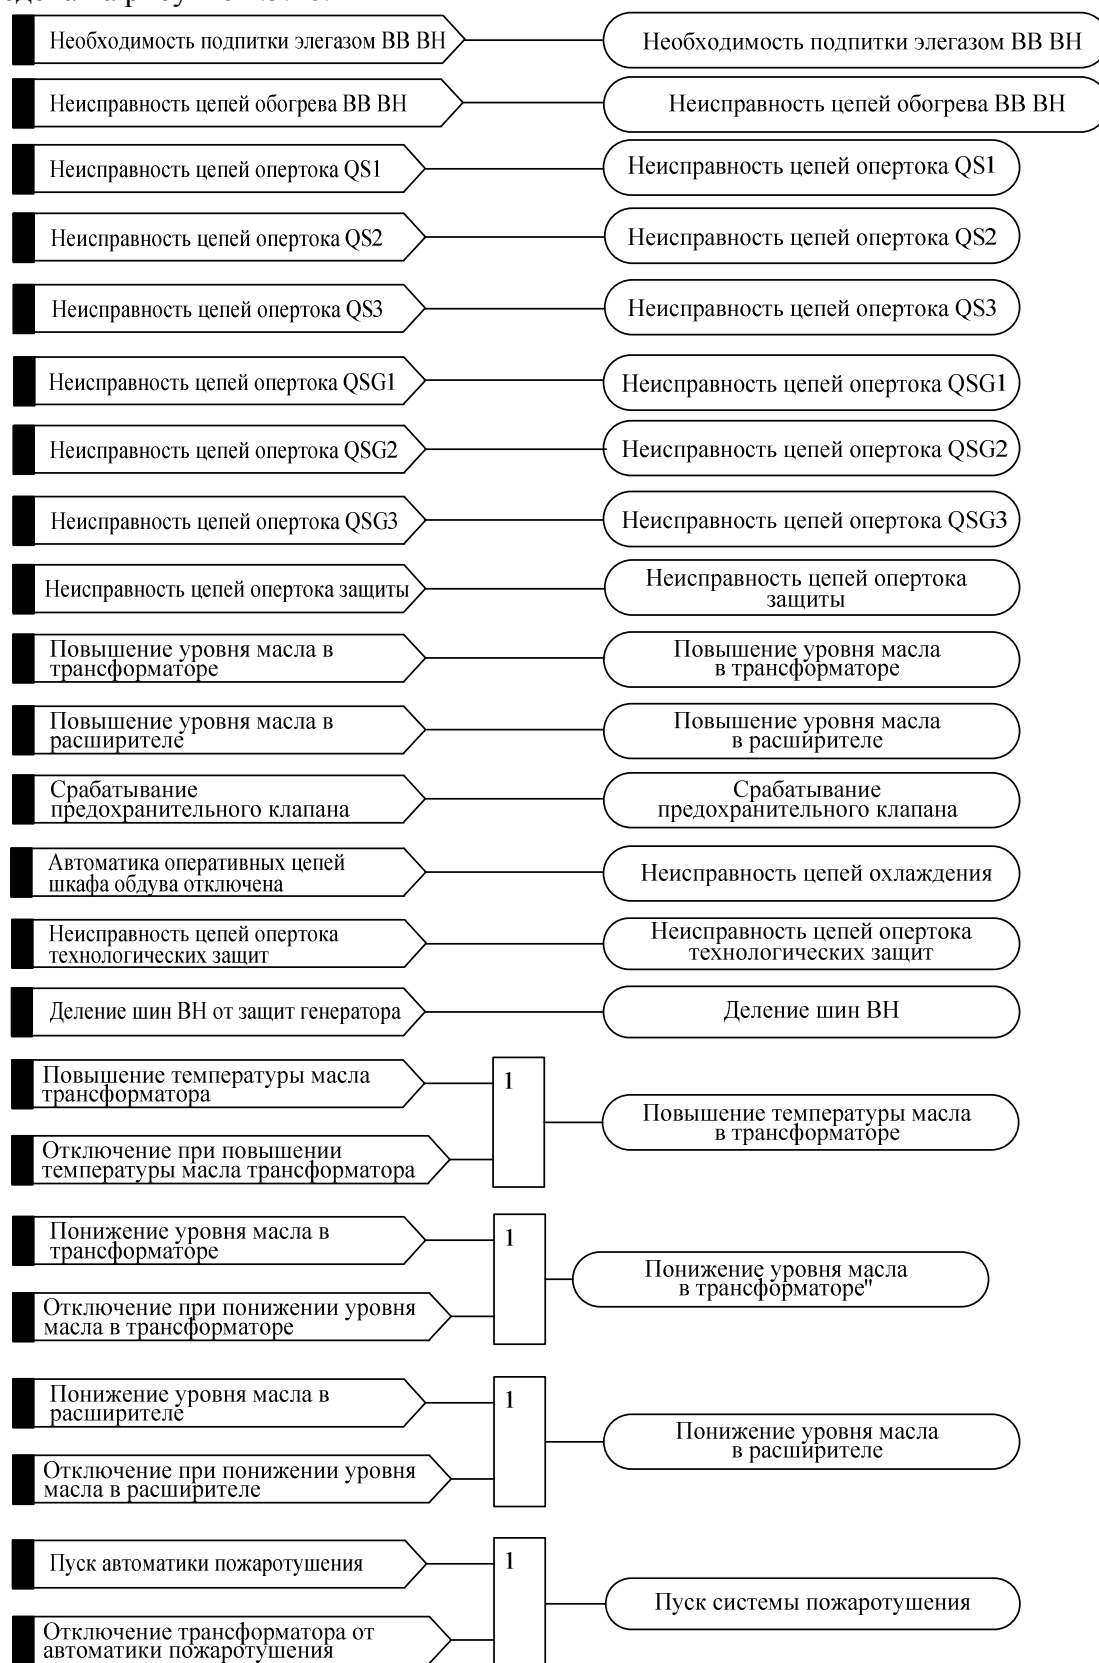 Необходимость подпитки элегазом ВВ ВН
Необходимость подпитки элегазом ВВ ВН
Неисправность цепей обогрева ВВ ВН
Неисправность цепей обогрева ВВ ВН
Неисправность цепей опертока QS1
Неисправность цепей опертока QS1
Неисправность цепей опертока QS2
Неисправность цепей опертока QS2
Неисправность цепей опертока QS3
Неисправность цепей опертока QS3
Неисправность цепей опертока QSG1
Неисправность цепей опертока QSG1
Неисправность цепей опертока QSG2
Неисправность цепей опертока QSG2
Неисправность цепей опертока QSG3
Неисправность цепей опертока QSG3
Неисправность цепей опертока защиты
Неисправность цепей опертока
защиты
Повышение уровня масла в
трансформаторе
Повышение уровня масла
в трансформаторе
Повышение уровня масла в
расширителе
Повышение уровня масла
в расширителе
Срабатывание
предохранительного клапана
Срабатывание
предохранительного клапана
Автоматика оперативных цепей
шкафа обдува отключена
Неисправность цепей охлаждения
Неисправность цепей опертока
технологических защит
Неисправность цепей опертока
технологических защит
Деление шин ВН от защит генератора
Деление шин ВН
Повышение температуры масла
трансформатора
1
Повышение температуры масла
в трансформаторе
Отключение при повышении
температуры масла трансформатора
Понижение уровня масла в
трансформаторе
1
Понижение уровня масла
в трансформаторе"
Отключение при понижении уровня
масла в трансформаторе
Понижение уровня масла в
расширителе
1
Понижение уровня масла
в расширителе
Отключение при понижении уровня
масла в расширителе
Пуск автоматики пожаротушения
1
Пуск системы пожаротушения
Отключение трансформатора от
автоматики пожаротушения